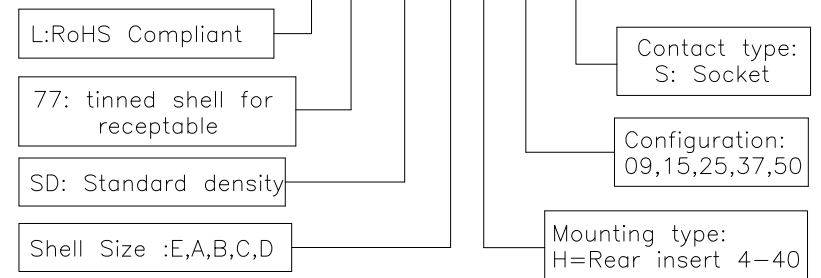 L:RoHS Compliant
77: tinned shell for
receptable
SD: Standard density
Shell Size :E,A,B,C,D
Contact type:
S: Socket
Configuration:
09,15,25,37,50
Mounting type:
H=Rear insert 4-40